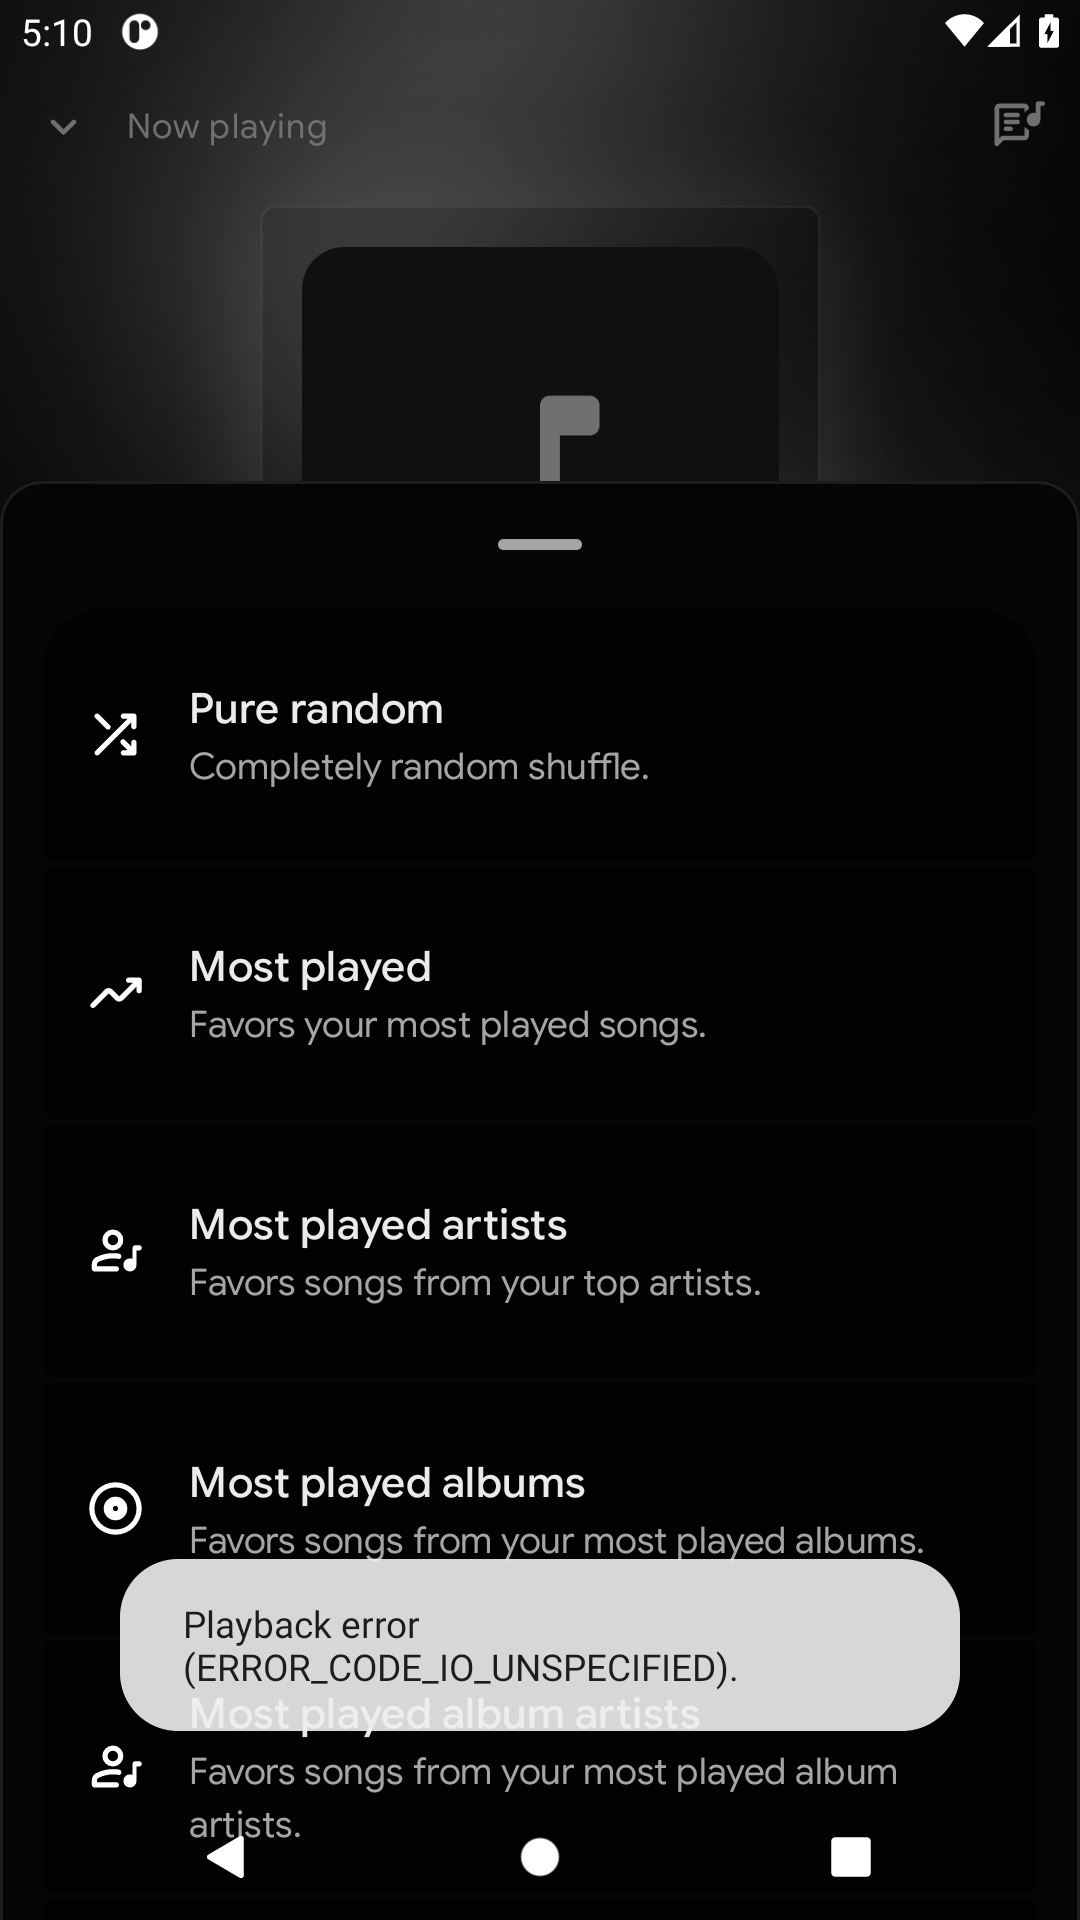 5:10
Now playing
Pure random
Completely random shuffle.
Most played
Favors your most played songs.
Most played artists
Favors songs from your top artists.
Most played albums
Favors songs from your most played albums.
Playback error
(ERROR_CODE_IO_UNSPECIFIED).
Most played album artists
Favors songs from your most played album
artists.